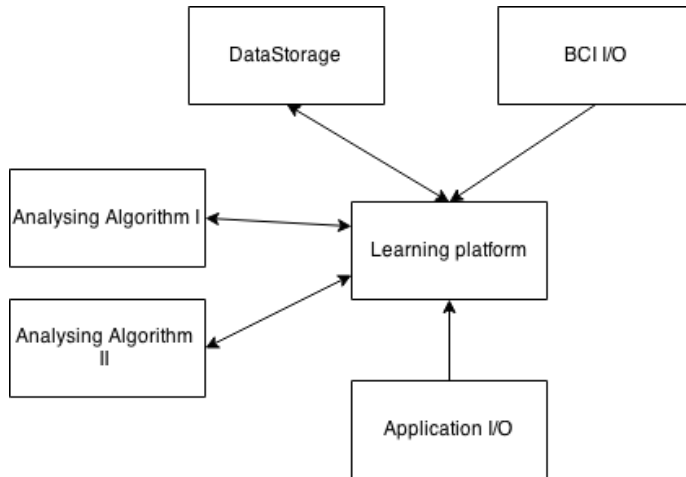 DataStorage
BCI I/O
Analysing Algorithm I
Learning platform
Analysing Algorithm
II
Application I/O